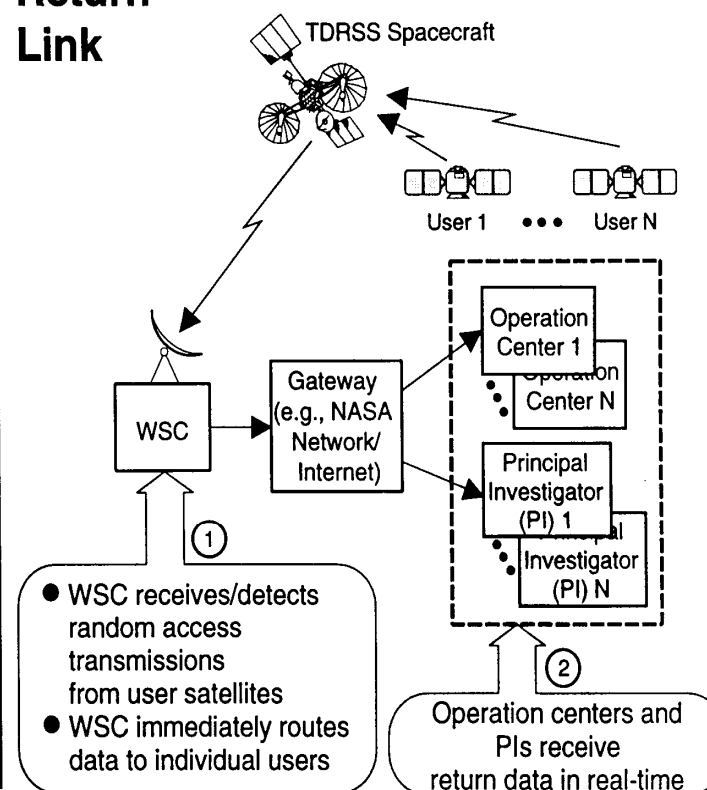 Link
TDRSS Spacecraft
User 1
User N
Operation
Center 1
Operation
Center N
Gateway
(e.g., NASA
Network/
Internet)
WSC
Principal
Investigator
(PI) 1
Investigator
(PI) N
1
● WSC receives/detects
random access
transmissions
from user satellites
● WSC immediately routes
data to individual users
2
Operation centers and
PIs receive
return data in real-time